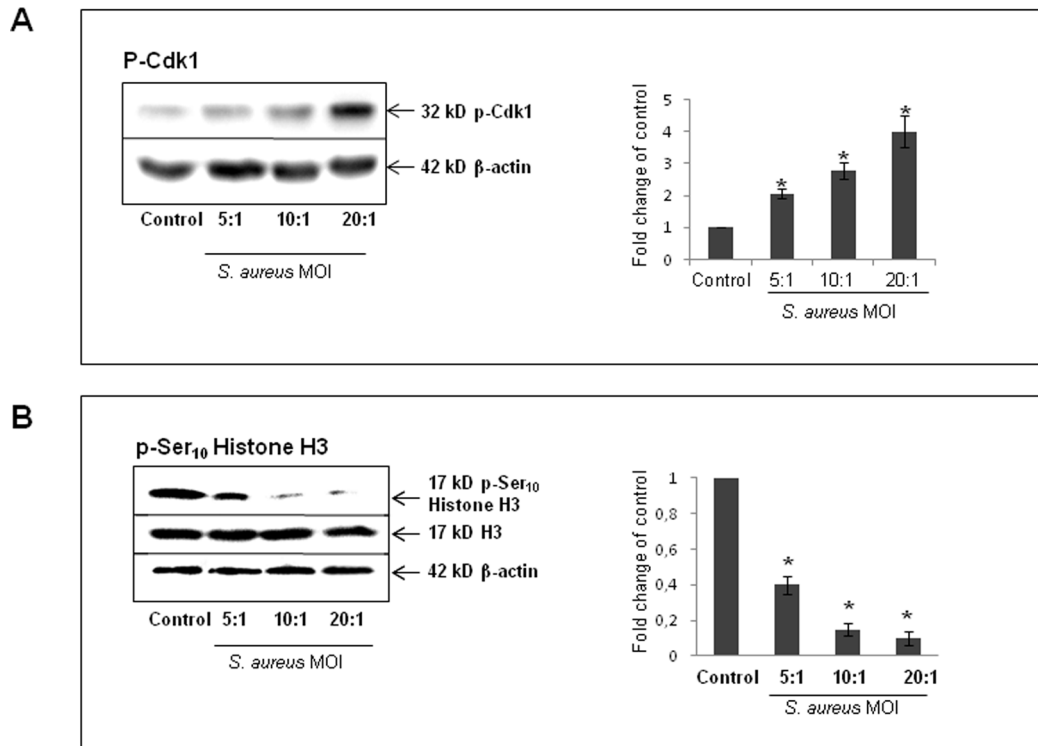 A
P-Cdk1
32 kD p-Cdk1
42 kD β-actin
Control 5:1 10:1 20:1
S. aureus MOI
Fold change of control
5
4
3
2
1
0
*
*
*
Control 5:1 10:1 20:1
S. aureus MOI
B
p-Ser10 Histone H3
17 kD p-Ser10
Histone H3
17 kD H3
42 kD β-actin
Control 5:1 10:1 20:1
S. aureus MOI
Fold change of control
1
0,8
0,6
0,4
0,2
0
*
*
*
Control 5:1 10:1 20:1
S. aureus MOI